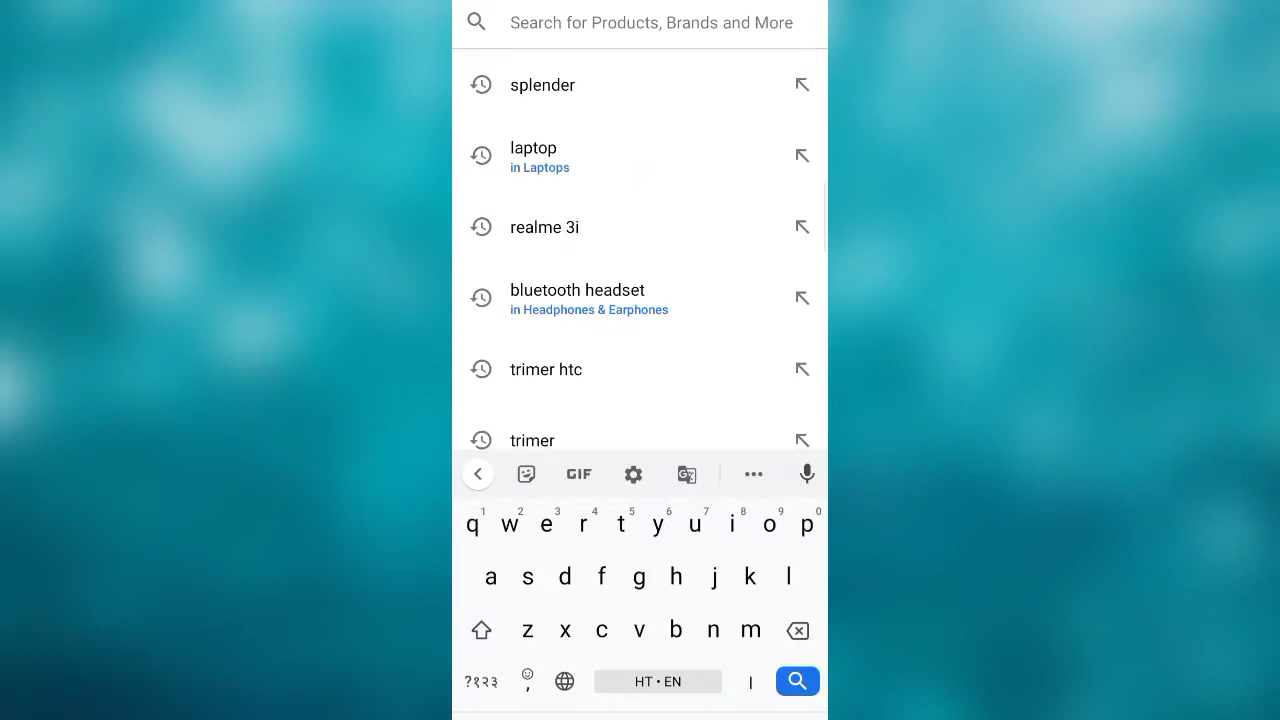 Search for Products, Brands and More
splender
laptop
in Laptops
realme 3i
bluetooth headset
in Headphones & Earphones
trimer htc
trimer
GIF
1 2 3 4 5 6 7 8 9 0
q w e r t y u i o p
a s d f g h j k l
z x c v b n m
?१२३ , HT • EN ।